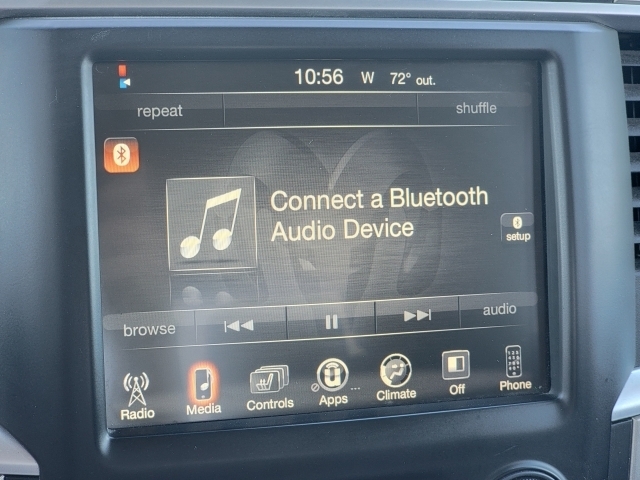 10:56 W 72° out.
repeat shuffle
Connect a Bluetooth
Audio Device
setup
browse audio
Radio Media Controls Apps ... Climate Off Phone